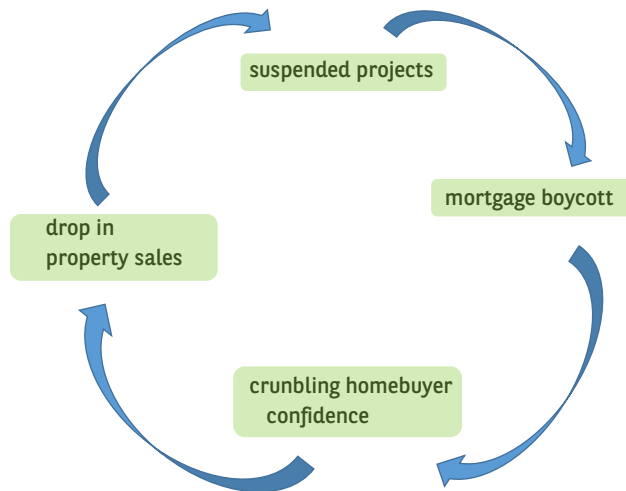 suspended projects
mortgage boycott
drop in
property sales
crunbling homebuyer
confidence